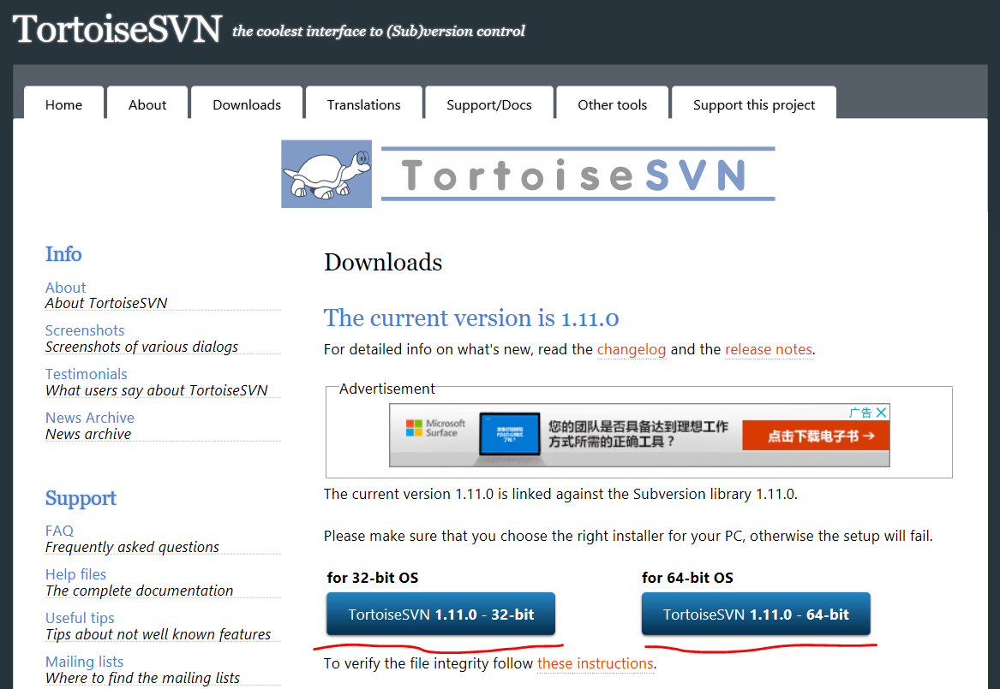 TortoiseSVN the coolest interface to (Sub)version control
Home About Downloads Translations Support/Docs Other tools Support this project
TortoiseSVN
Info
About
About TortoiseSVN
Screenshots
Screenshots of various dialogs
Testimonials
What users say about TortoiseSVN
News Archive
News archive
Support
FAQ
Frequently asked questions
Help files
The complete documentation
Useful tips
Tips about not well known features
Mailing lists
Where to find the mailing lists
Downloads
The current version is 1.11.0
For detailed info on what's new, read the changelog and the release notes.
Advertisement
广告
Microsoft
Surface
您的团队是否具备达到理想工作
方式所需的正确工具？
点击下载电子书 →
The current version 1.11.0 is linked against the Subversion library 1.11.0.
Please make sure that you choose the right installer for your PC, otherwise the setup will fail.
for 32-bit OS
TortoiseSVN 1.11.0 - 32-bit
for 64-bit OS
TortoiseSVN 1.11.0 - 64-bit
To verify the file integrity follow these instructions.